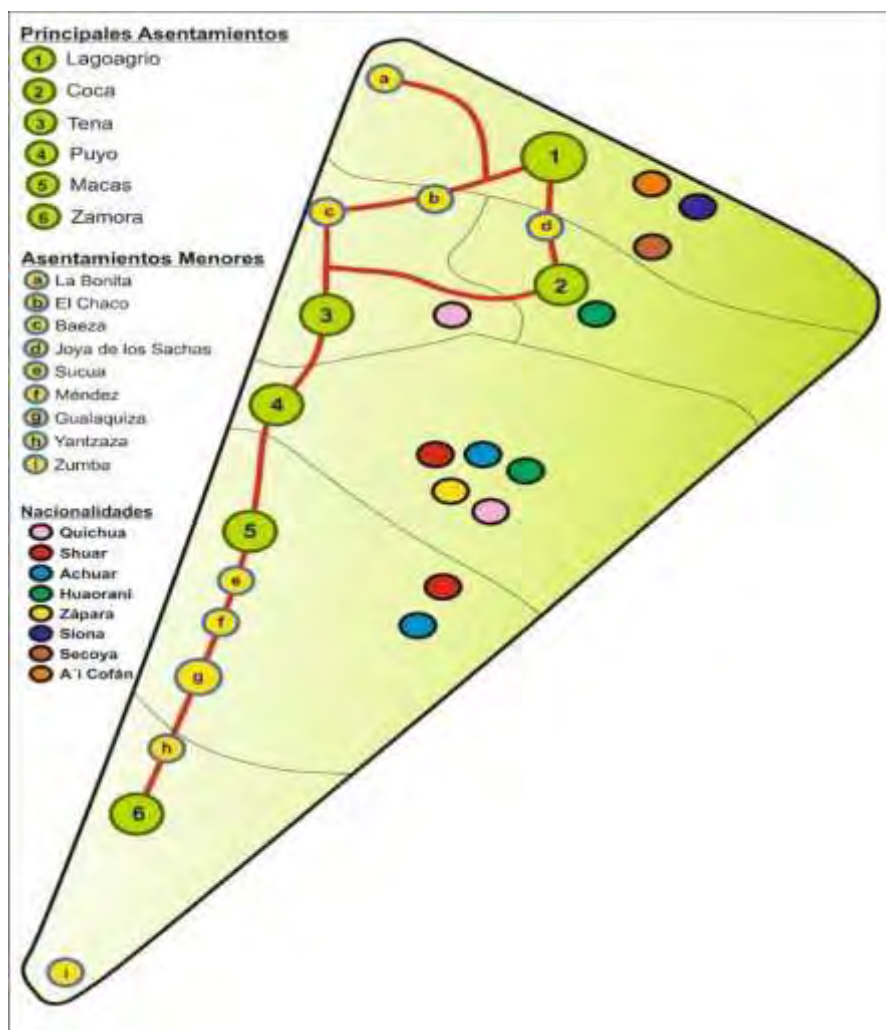 Principales Asentamientos
1 Lagoagrio
2 Coca
3 Tena
4 Puyo
5 Macas
6 Zamora
Asentamientos Menores
a La Bonita
b El Chaco
c Baeza
d Joya de los Sachas
e Sucua
f Méndez
g Gualaquiza
h Yantzaza
i Zumba
Nacionalidades
Quichua
Shuar
Achuar
Huaorani
Zápara
Siona
Secoya
A´i Cofán
a
1
b
c
d
2
3
4
5
e
f
g
h
6
i